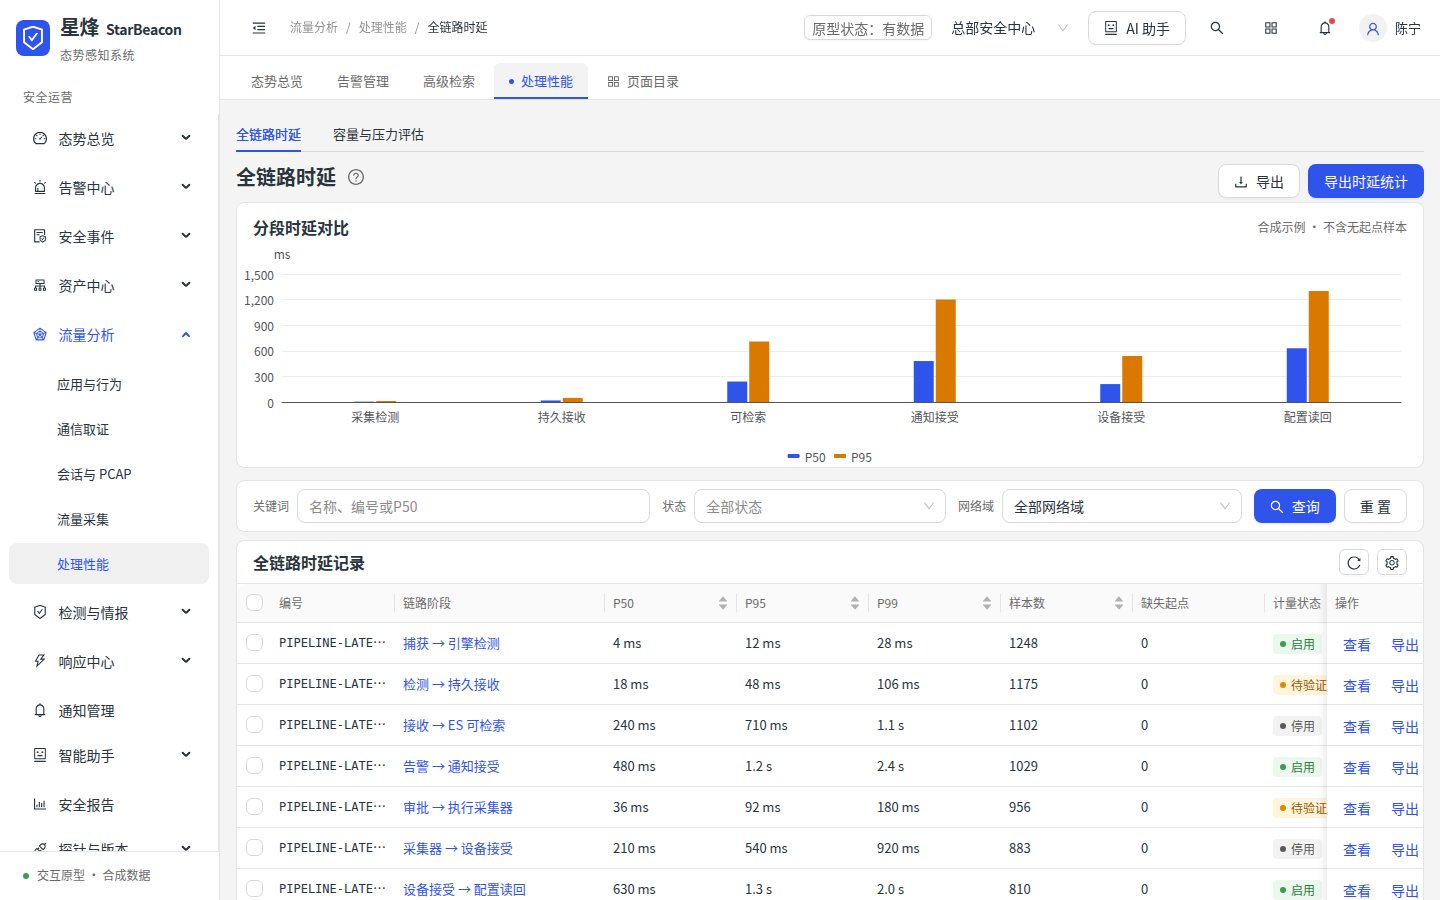 星烽 StarBeacon
态势感知系统
安全运营
态势总览
告警中心
安全事件
资产中心
流量分析
应用与行为
通信取证
会话与 PCAP
流量采集
处理性能
检测与情报
响应中心
通知管理
智能助手
安全报告
探针与版本
交互原型 · 合成数据
流量分析 / 处理性能 / 全链路时延
原型状态：有数据
总部安全中心
AI 助手
陈宁
态势总览
告警管理
高级检索
处理性能
页面目录
全链路时延
容量与压力评估
全链路时延
导出
导出时延统计
分段时延对比
合成示例 · 不含无起点样本
ms
1,500
1,200
900
600
300
0
采集检测
持久接收
可检索
通知接受
设备接受
配置读回
P50
P95
关键词
名称、编号或P50
状态
全部状态
网络域
全部网络域
查询
重 置
全链路时延记录
编号 链路阶段 P50 P95 P99 样本数 缺失起点 计量状态 操作
PIPELINE-LATE··· 捕获 → 引擎检测 4 ms 12 ms 28 ms 1248 0 启用 查看 导出
PIPELINE-LATE··· 检测 → 持久接收 18 ms 48 ms 106 ms 1175 0 待验证 查看 导出
PIPELINE-LATE··· 接收 → ES 可检索 240 ms 710 ms 1.1 s 1102 0 停用 查看 导出
PIPELINE-LATE··· 告警 → 通知接受 480 ms 1.2 s 2.4 s 1029 0 启用 查看 导出
PIPELINE-LATE··· 审批 → 执行采集器 36 ms 92 ms 180 ms 956 0 待验证 查看 导出
PIPELINE-LATE··· 采集器 → 设备接受 210 ms 540 ms 920 ms 883 0 停用 查看 导出
PIPELINE-LATE··· 设备接受 → 配置读回 630 ms 1.3 s 2.0 s 810 0 启用 查看 导出